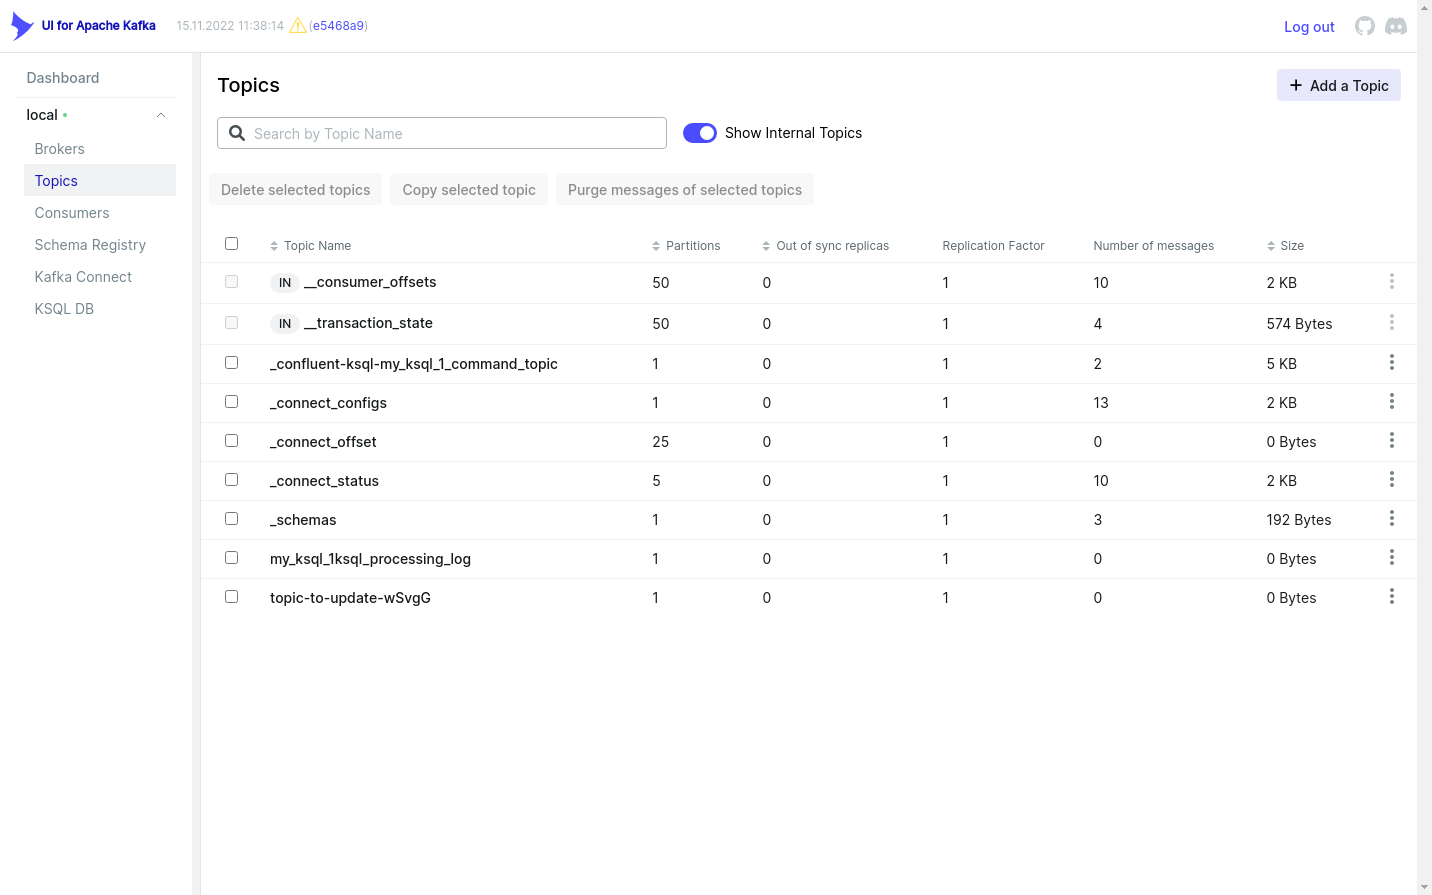 UI for Apache Kafka 15.11.2022 11:38:14 (e5468a9) Log out
Dashboard
local
Brokers
Topics
Consumers
Schema Registry
Kafka Connect
KSQL DB
Topics
Add a Topic
Search by Topic Name
Show Internal Topics
Delete selected topics Copy selected topic Purge messages of selected topics
Topic Name Partitions Out of sync replicas Replication Factor Number of messages Size
IN __consumer_offsets 50 0 1 10 2 KB
IN __transaction_state 50 0 1 4 574 Bytes
_confluent-ksql-my_ksql_1_command_topic 1 0 1 2 5 KB
_connect_configs 1 0 1 13 2 KB
_connect_offset 25 0 1 0 0 Bytes
_connect_status 5 0 1 10 2 KB
_schemas 1 0 1 3 192 Bytes
my_ksql_1ksql_processing_log 1 0 1 0 0 Bytes
topic-to-update-wSvgG 1 0 1 0 0 Bytes